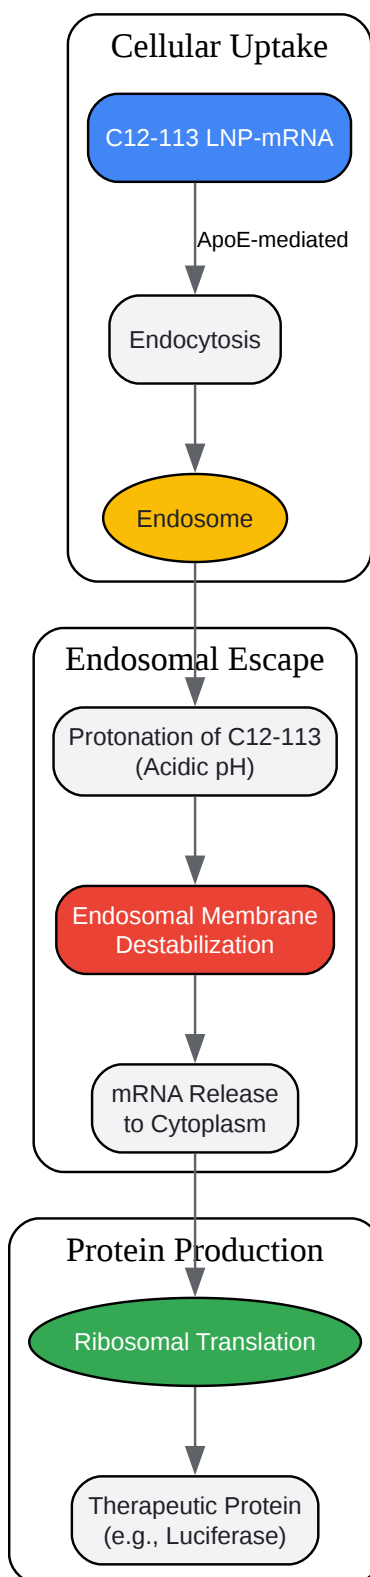 Cellular Uptake
C12-113 LNP-mRNA
ApoE-mediated
Endocytosis
Endosome
Endosomal Escape
Protonation of C12-113
(Acidic pH)
Endosomal Membrane
Destabilization
mRNA Release
to Cytoplasm
Protein Production
Ribosomal Translation
Therapeutic Protein
(e.g., Luciferase)